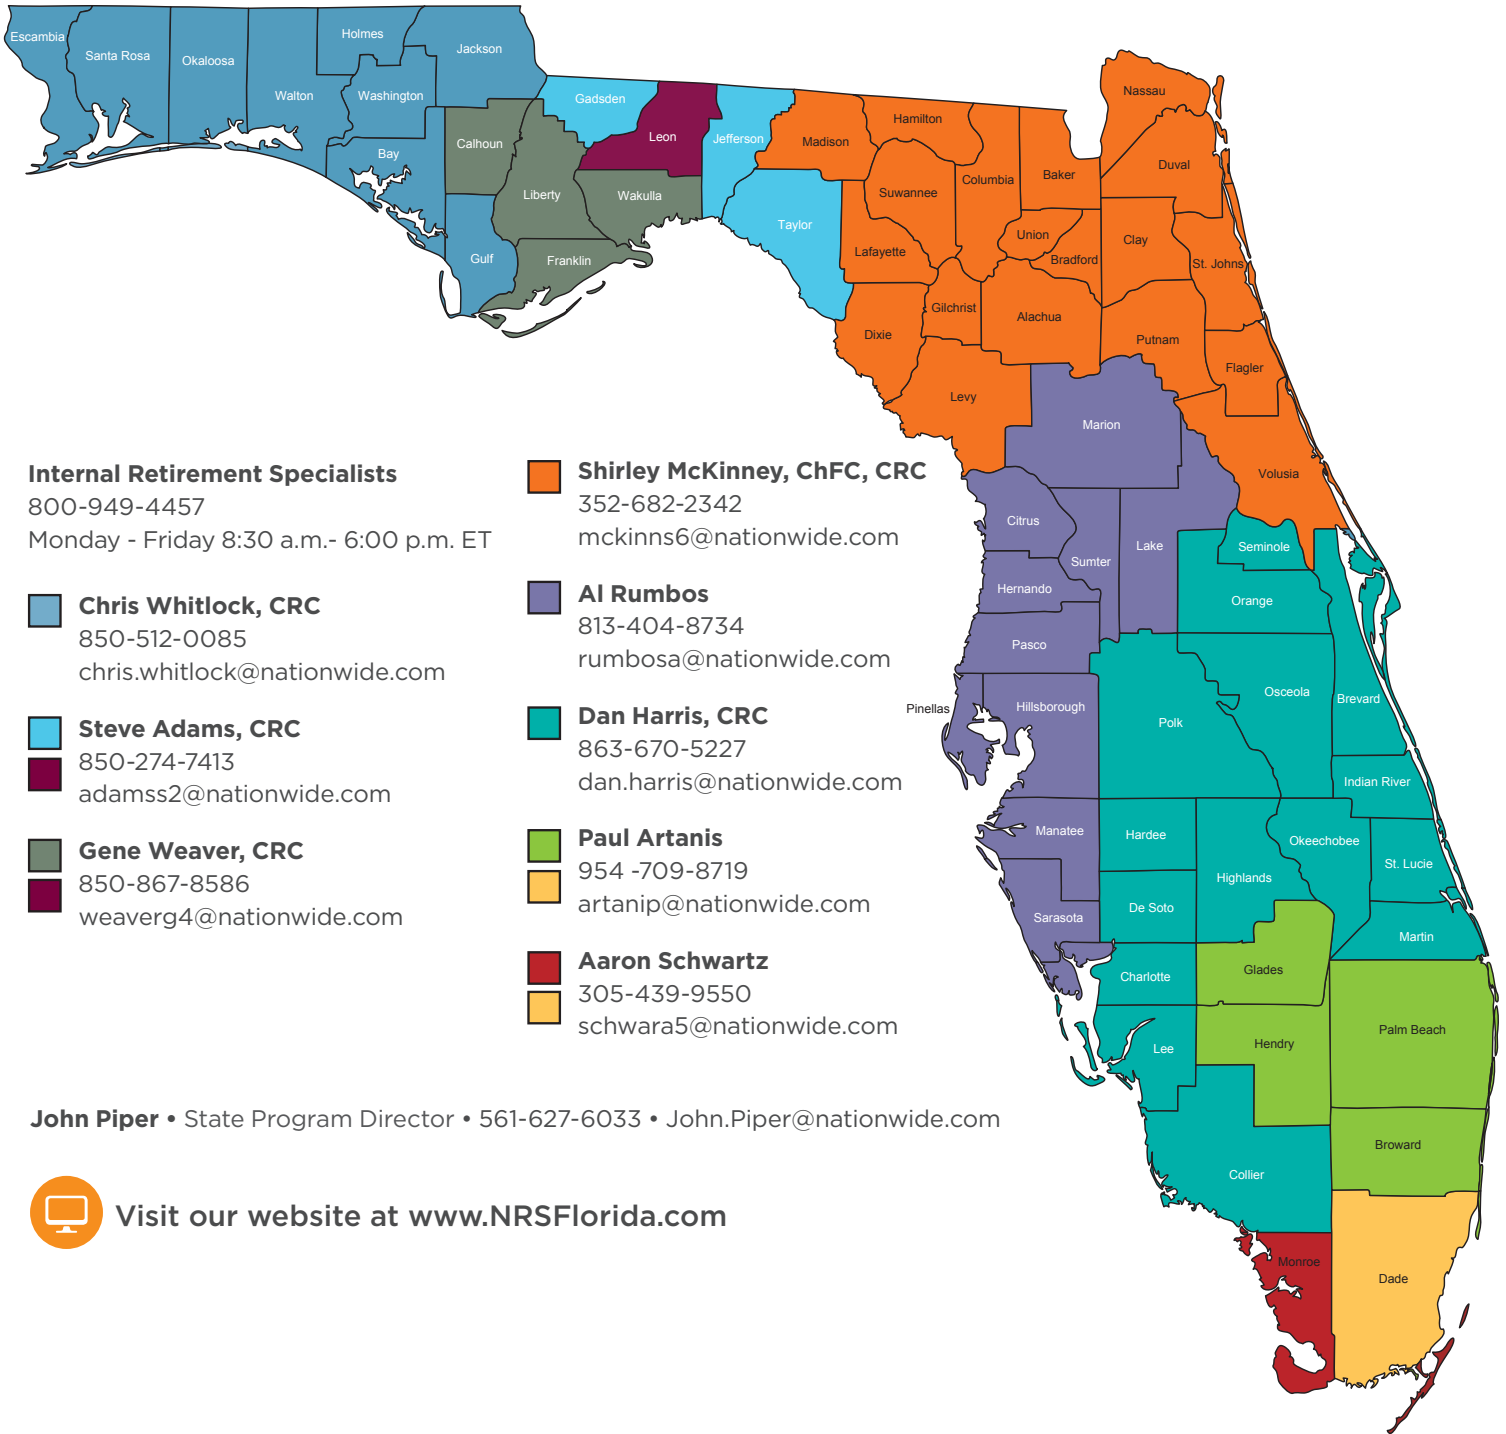 Escambia
Santa Rosa
Okaloosa
Walton
Holmes
Washington
Jackson
Bay
Calhoun
Gulf
Liberty
Franklin
Gadsden
Leon
Wakulla
Jefferson
Madison
Taylor
Hamilton
Suwannee
Lafayette
Columbia
Baker
Nassau
Duval
Union
Bradford
Clay
St. Johns
Dixie
Gilchrist
Alachua
Putnam
Flagler
Levy
Marion
Volusia
Citrus
Sumter
Lake
Hernando
Pasco
Pinellas
Hillsborough
Seminole
Orange
Osceola
Brevard
Polk
Indian River
Manatee
Hardee
Okeechobee
St. Lucie
Highlands
Sarasota
De Soto
Martin
Charlotte
Glades
Lee
Hendry
Palm Beach
Broward
Collier
Monroe
Dade
Internal Retirement Specialists
800-949-4457
Monday - Friday 8:30 a.m.- 6:00 p.m. ET
Chris Whitlock, CRC
850-512-0085
chris.whitlock@nationwide.com
Steve Adams, CRC
850-274-7413
adamss2@nationwide.com
Gene Weaver, CRC
850-867-8586
weaverg4@nationwide.com
Shirley McKinney, ChFC, CRC
352-682-2342
mckinns6@nationwide.com
Al Rumbos
813-404-8734
rumbosa@nationwide.com
Dan Harris, CRC
863-670-5227
dan.harris@nationwide.com
Paul Artanis
954 -709-8719
artanip@nationwide.com
Aaron Schwartz
305-439-9550
schwara5@nationwide.com
John Piper • State Program Director • 561-627-6033 • John.Piper@nationwide.com
Visit our website at www.NRSFlorida.com